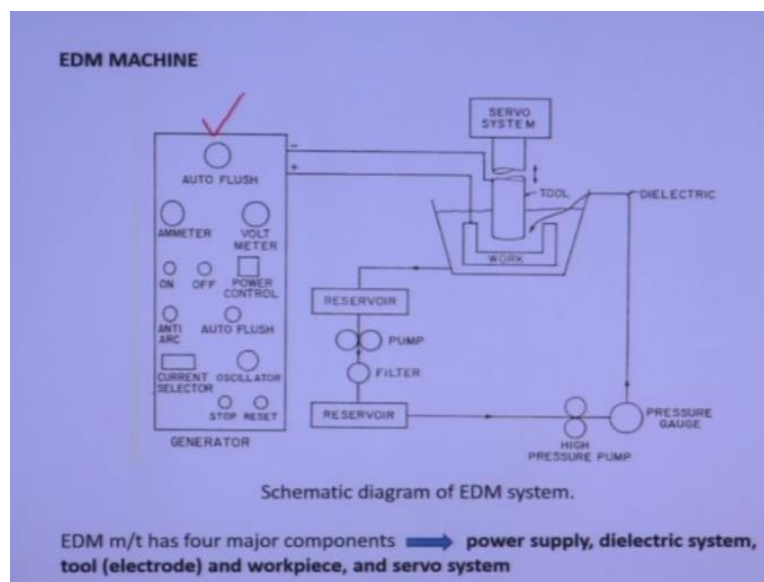 EDM MACHINE
SERVO
SYSTEM
-
+
AUTO FLUSH
TOOL
DIELECTRIC
AMMETER
VOLT
METER
WORK
ON
OFF
POWER
CONTROL
RESERVOIR
ANTI
ARC
AUTO FLUSH
PUMP
FILTER
CURRENT
SELECTOR
OSCILLATOR
STOP
RESET
RESERVOIR
PRESSURE
GAUGE
GENERATOR
HIGH
PRESSURE PUMP
Schematic diagram of EDM system.
EDM m/t has four major components power supply, dielectric system,
tool (electrode) and workpiece, and servo system